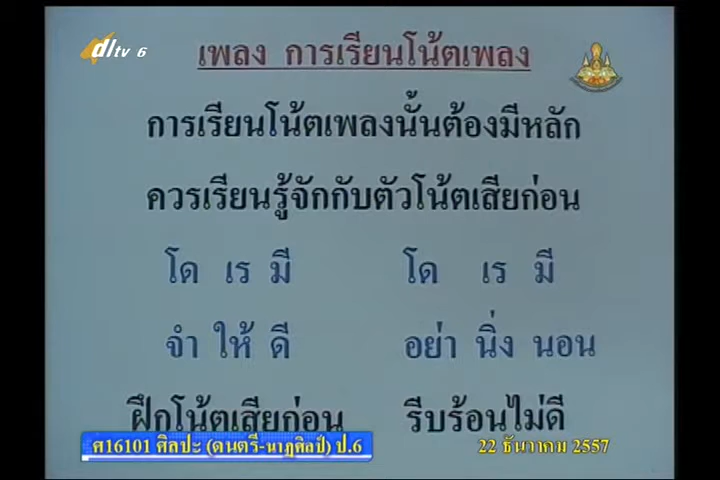 dltv 6
เพลง การเรียนโน้ตเพลง
การเรียนโน้ตเพลงนั้นต้องมีหลัก
ควรเรียนรู้จักกับตัวโน้ตเสียก่อน
โด เร มี โด เร มี
จำ ให้ ดี อย่า นิ่ง นอน
ฝึกโน้ตเสียก่อน รีบร้อนไม่ดี
ศ16101 ศิลปะ (ดนตรี-นาฏศิลป์) ป.6
22 ธันวาคม 2557